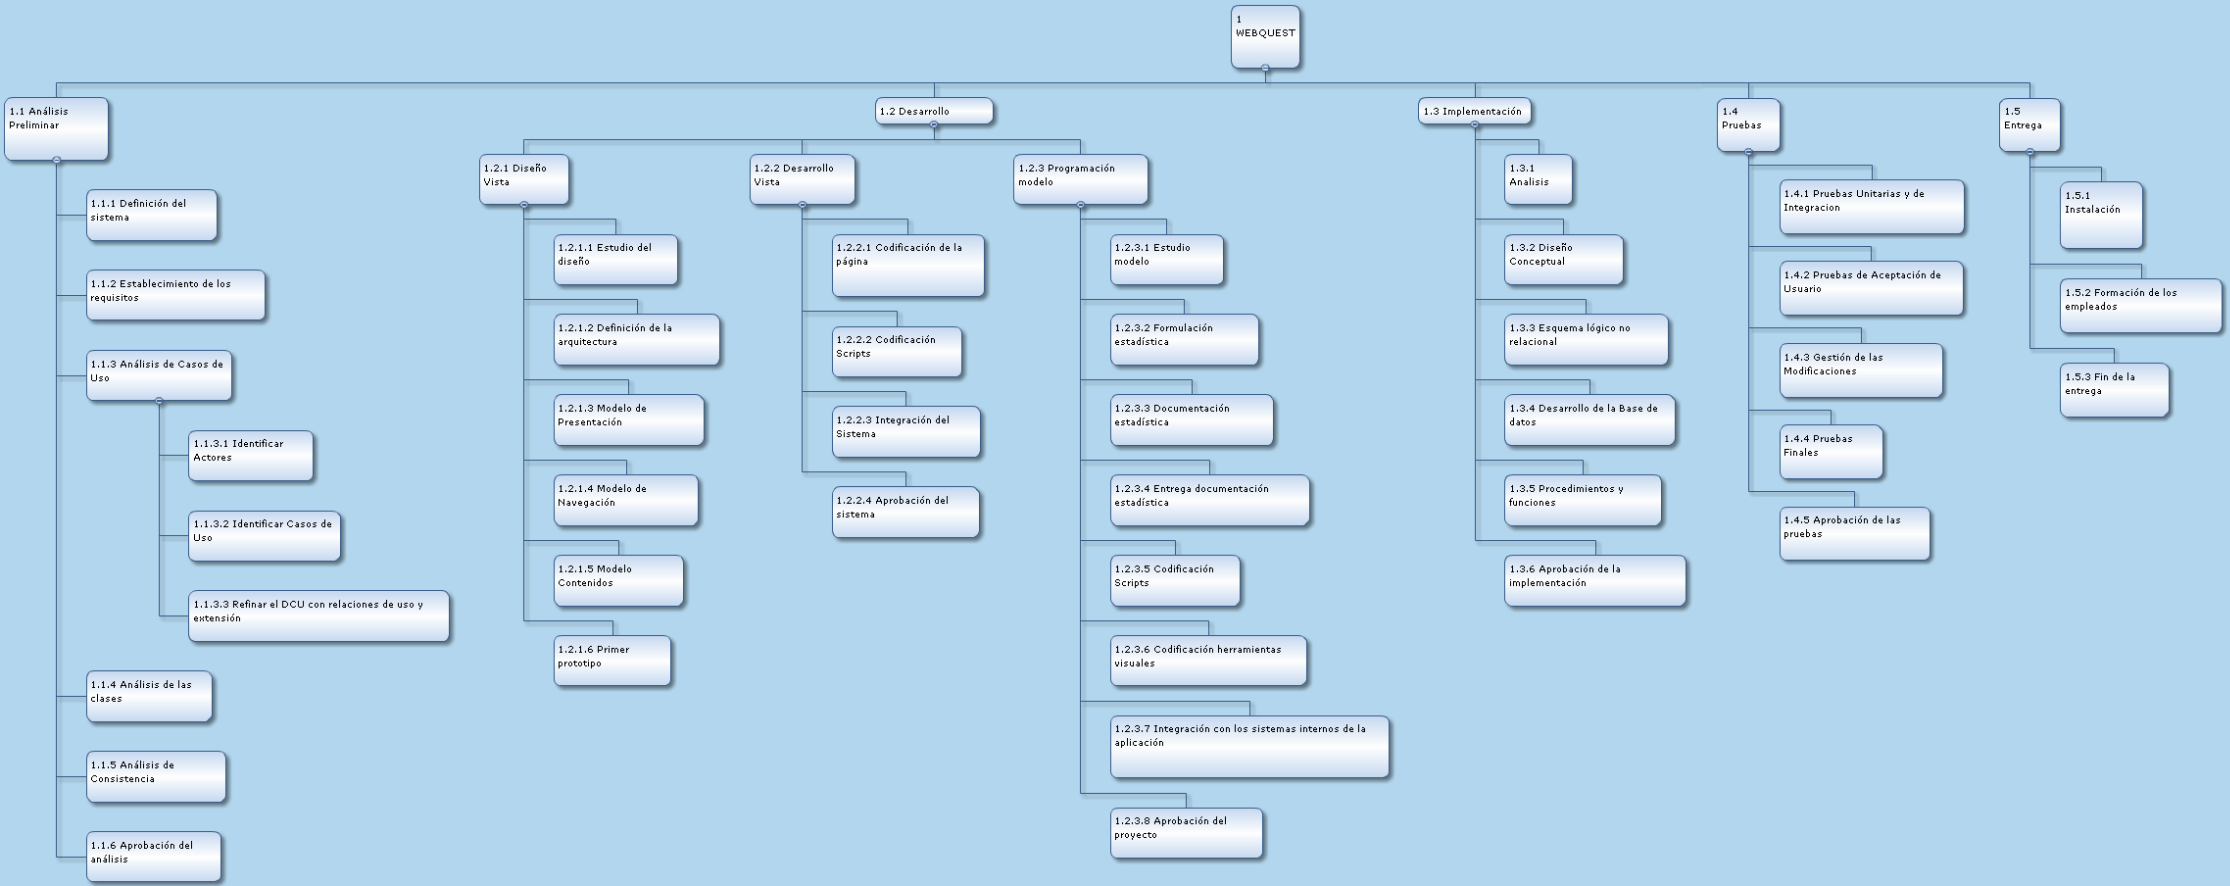 1
WEBQUEST
1.1 Análisis
Preliminar
1.1.1 Definición del
sistema
1.1.2 Establecimiento de los
requisitos
1.1.3 Análisis de Casos de
Uso
1.1.3.1 Identificar
Actores
1.1.3.2 Identificar Casos de
Uso
1.1.3.3 Refinar el DCU con relaciones de uso y
extensión
1.1.4 Análisis de las
clases
1.1.5 Análisis de
Consistencia
1.1.6 Aprobación del
análisis
1.2 Desarrollo
1.2.1 Diseño
Vista
1.2.1.1 Estudio del
diseño
1.2.1.2 Definición de la
arquitectura
1.2.1.3 Modelo de
Presentación
1.2.1.4 Modelo de
Navegación
1.2.1.5 Modelo
Contenidos
1.2.1.6 Primer
prototipo
1.2.2 Desarrollo
Vista
1.2.2.1 Codificación de la
página
1.2.2.2 Codificación
Scripts
1.2.2.3 Integración del
Sistema
1.2.2.4 Aprobación del
sistema
1.2.3 Programación
modelo
1.2.3.1 Estudio
modelo
1.2.3.2 Formulación
estadística
1.2.3.3 Documentación
estadística
1.2.3.4 Entrega documentación
estadística
1.2.3.5 Codificación
Scripts
1.2.3.6 Codificación herramientas
visuales
1.2.3.7 Integración con los sistemas internos de la
aplicación
1.2.3.8 Aprobación del
proyecto
1.3 Implementación
1.3.1
Analisis
1.3.2 Diseño
Conceptual
1.3.3 Esquema lógico no
relacional
1.3.4 Desarrollo de la Base de
datos
1.3.5 Procedimientos y
funciones
1.3.6 Aprobación de la
implementación
1.4
Pruebas
1.4.1 Pruebas Unitarias y de
Integracion
1.4.2 Pruebas de Aceptación de
Usuario
1.4.3 Gestión de las
Modificaciones
1.4.4 Pruebas
Finales
1.4.5 Aprobación de las
pruebas
1.5
Entrega
1.5.1
Instalación
1.5.2 Formación de los
empleados
1.5.3 Fin de la
entrega